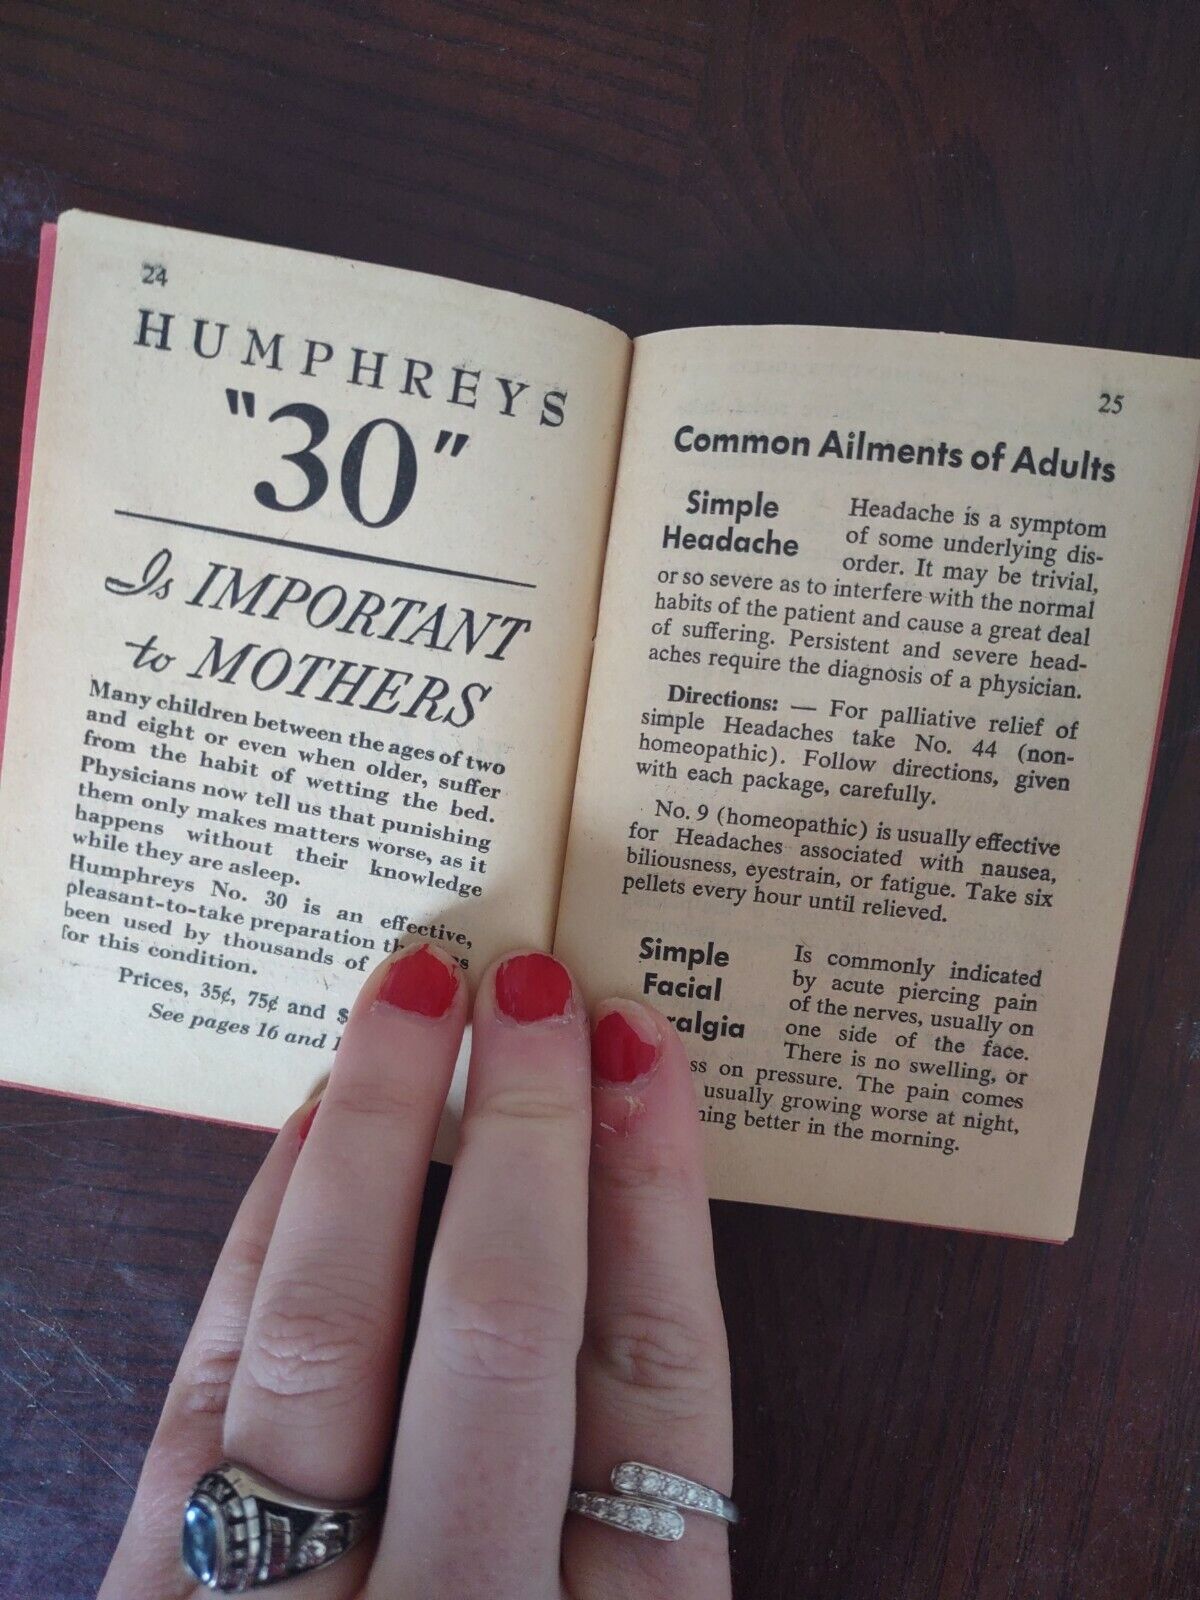 24
HUMPHREYS
"30"
Is IMPORTANT
to MOTHERS
Many children between the ages of two
and eight or even when older, suffer
from the habit of wetting the bed.
Physicians now tell us that punishing
them only makes matters worse, as it
happens without their knowledge
while they are asleep.
Humphreys No. 30 is an effective,
pleasant-to-take preparation
been used by thousands of
for this condition.
Prices, 35¢, 75¢ and $
See pages 16 and
25
Common Ailments of Adults
Simple
Headache
Headache is a symptom
of some underlying dis-
order. It may be trivial,
or so severe as to interfere with the normal
habits of the patient and cause a great deal
of suffering. Persistent and severe head-
aches require the diagnosis of a physician.
Directions: — For palliative relief of
simple Headaches take No. 44 (non-
homeopathic). Follow directions, given
with each package, carefully.
No. 9 (homeopathic) is usually effective
for Headaches associated with nausea,
biliousness, eyestrain, or fatigue. Take six
pellets every hour until relieved.
Simple
Facial
ralgia
Is commonly indicated
by acute piercing pain
of the nerves, usually on
one side of the face.
There is no swelling, or
ss on pressure. The pain comes
usually growing worse at night,
ning better in the morning.